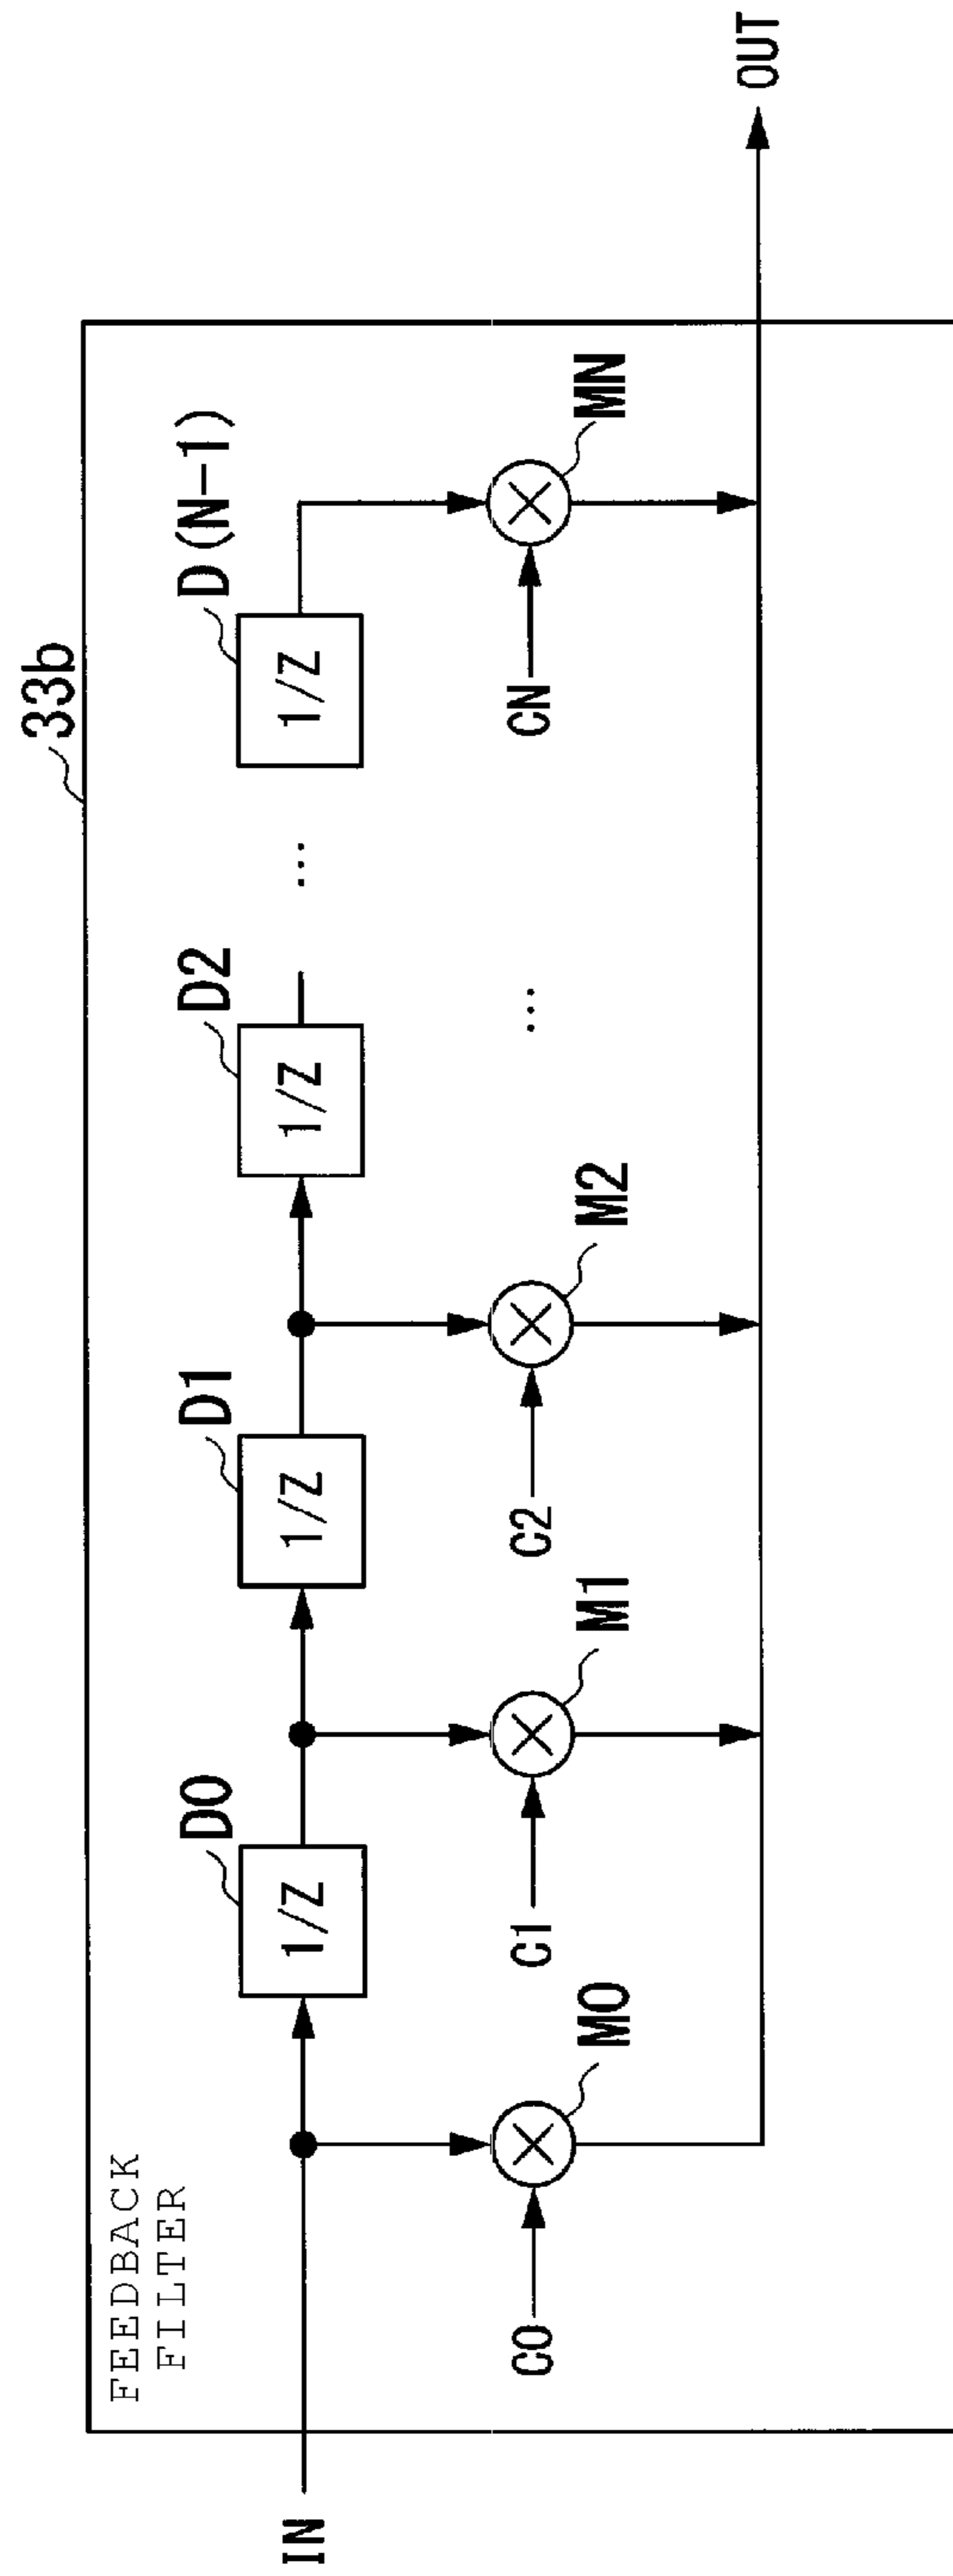 33b
FEEDBACK
FILTER
D0
D1
D2
D(N-1)
IN
1/Z
1/Z
1/Z
...
1/Z
C0
M0
C1
M1
C2
M2
...
CN
MN
OUT